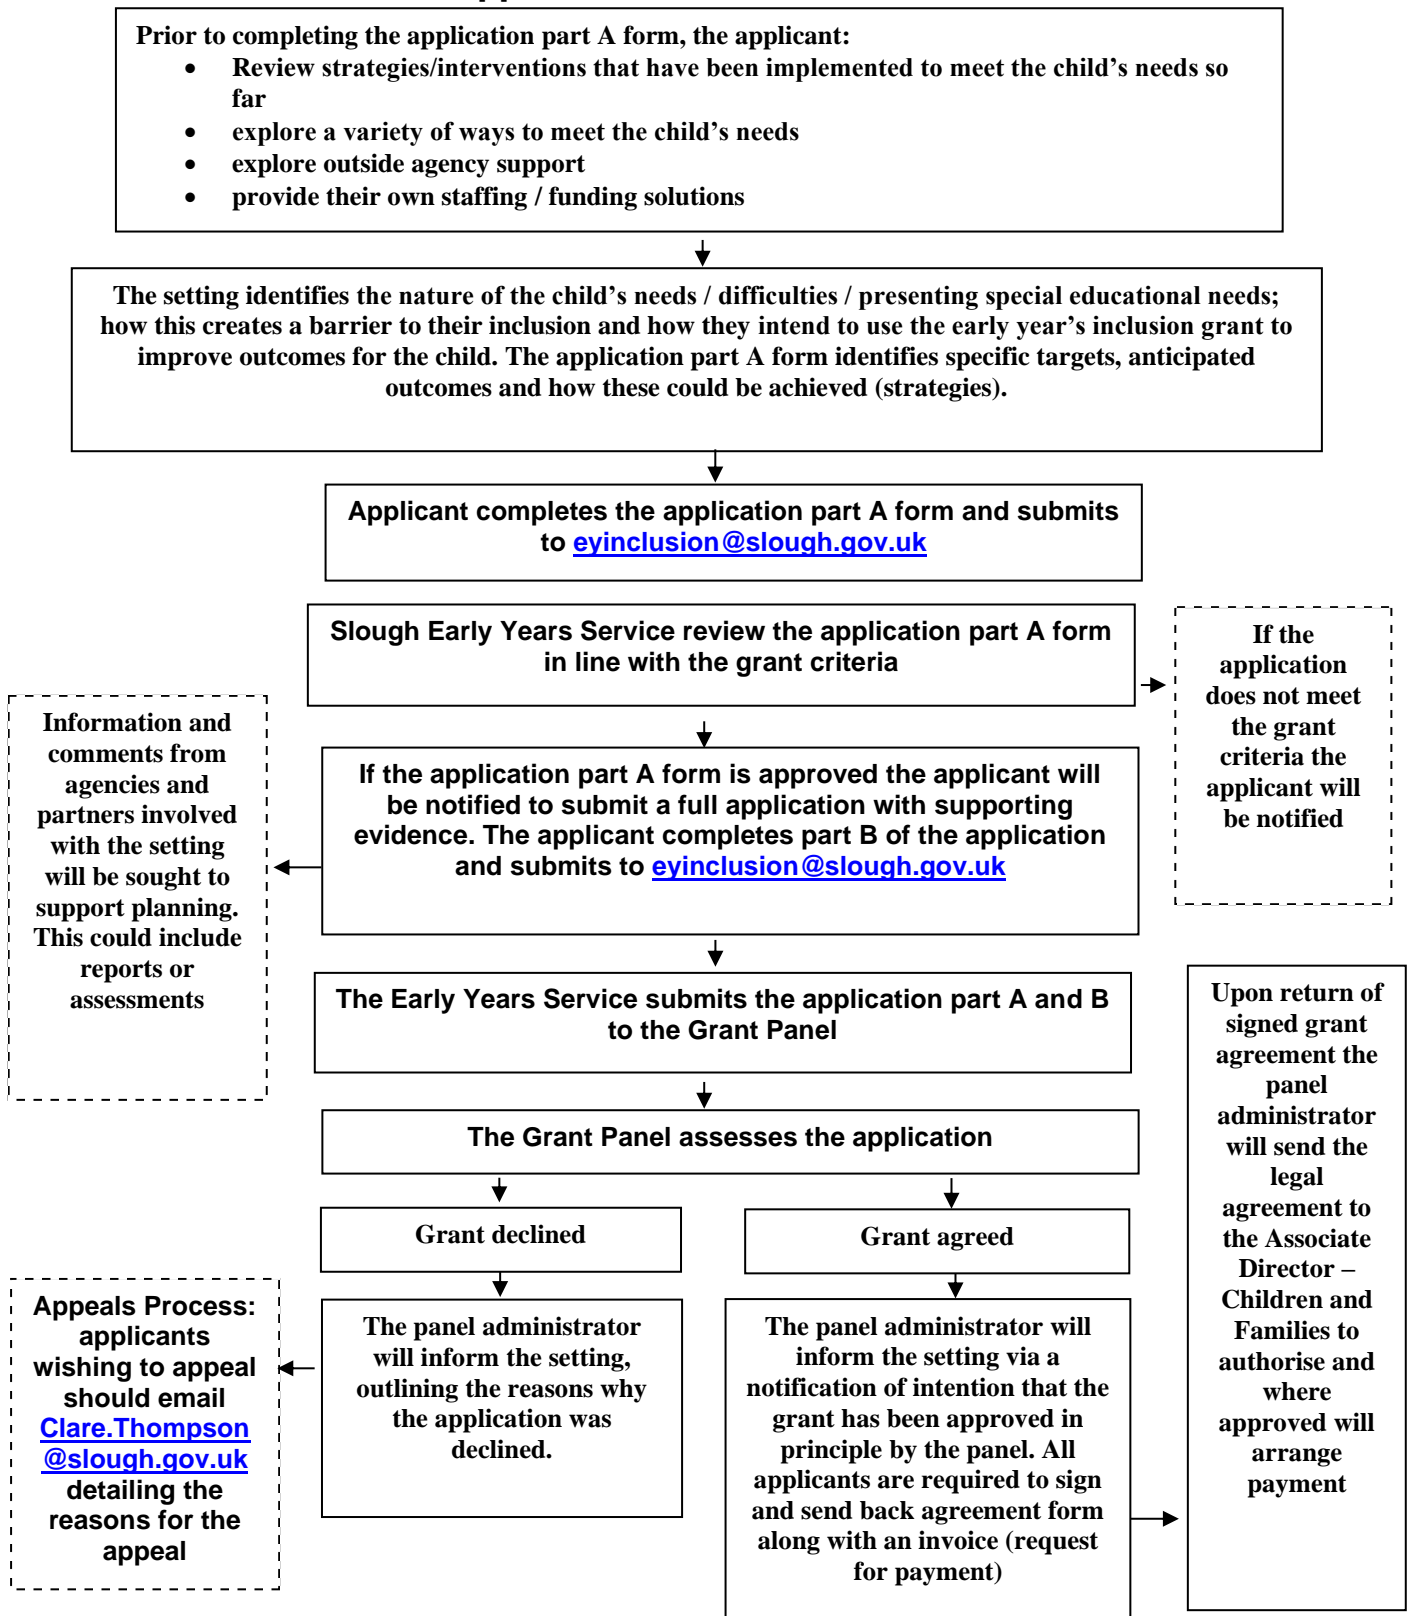 Prior to completing the application part A form, the applicant:
• Review strategies/interventions that have been implemented to meet the child's needs so
far
• explore a variety of ways to meet the child's needs
• explore outside agency support
• provide their own staffing / funding solutions
The setting identifies the nature of the child's needs / difficulties / presenting special educational needs;
how this creates a barrier to their inclusion and how they intend to use the early year's inclusion grant to
improve outcomes for the child. The application part A form identifies specific targets, anticipated
outcomes and how these could be achieved (strategies).
Applicant completes the application part A form and submits
to eyinclusion@slough.gov.uk
Slough Early Years Service review the application part A form
in line with the grant criteria
If the
application
does not meet
the grant
criteria the
applicant will
be notified
Information and
comments from
agencies and
partners involved
with the setting
will be sought to
support planning.
This could include
reports or
assessments
If the application part A form is approved the applicant will
be notified to submit a full application with supporting
evidence. The applicant completes part B of the application
and submits to eyinclusion@slough.gov.uk
The Early Years Service submits the application part A and B
to the Grant Panel
The Grant Panel assesses the application
Grant declined
Grant agreed
Appeals Process:
applicants
wishing to appeal
should email
Clare.Thompson
@slough.gov.uk
detailing the
reasons for the
appeal
The panel administrator
will inform the setting,
outlining the reasons why
the application was
declined.
The panel administrator will
inform the setting via a
notification of intention that the
grant has been approved in
principle by the panel. All
applicants are required to sign
and send back agreement form
along with an invoice (request
for payment)
Upon return of
signed grant
agreement the
panel
administrator
will send the
legal
agreement to
the Associate
Director –
Children and
Families to
authorise and
where
approved will
arrange
payment